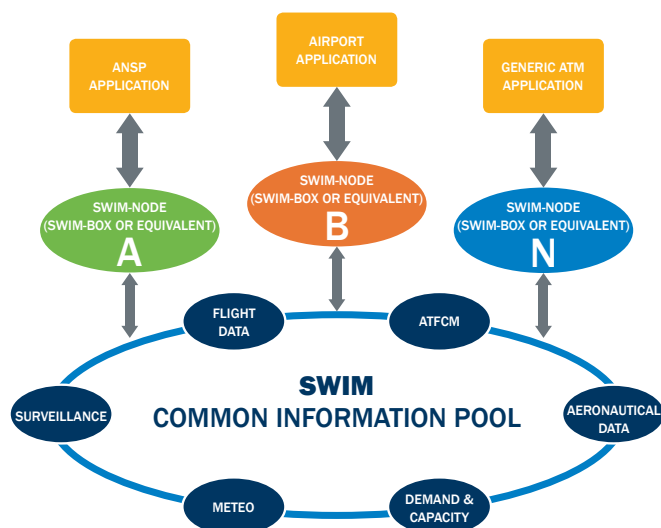 ANSP
APPLICATION
AIRPORT
APPLICATION
GENERIC ATM
APPLICATION
SWIM-NODE
(SWIM-BOX OR EQUIVALENT)
A
SWIM-NODE
(SWIM-BOX OR EQUIVALENT)
B
SWIM-NODE
(SWIM-BOX OR EQUIVALENT)
N
FLIGHT
DATA
ATFCM
SURVEILLANCE
SWIM
COMMON INFORMATION POOL
AERONAUTICAL
DATA
METEO
DEMAND &
CAPACITY